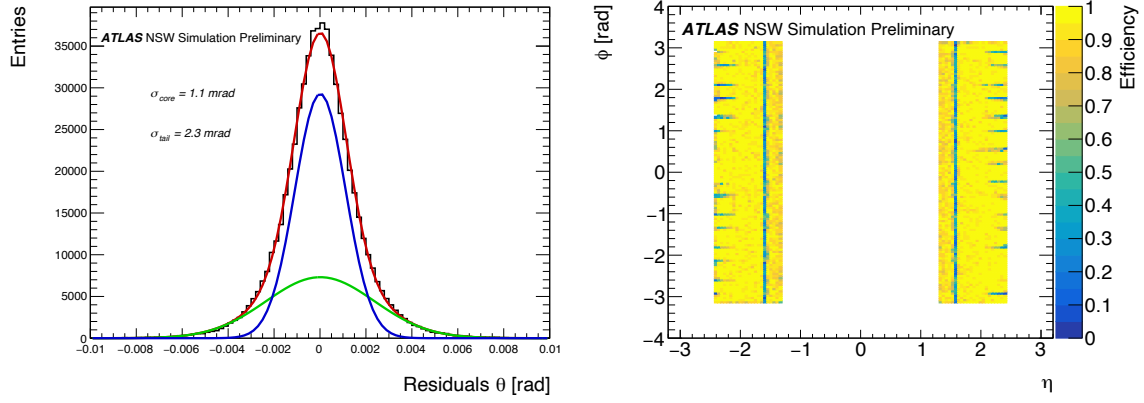 Entries
35000
30000
25000
20000
15000
10000
5000
0
ATLAS NSW Simulation Preliminary
σcore = 1.1 mrad
σtail = 2.3 mrad
−0.01 −0.008 −0.006 −0.004 −0.002 0 0.002 0.004 0.006 0.008 0.01
Residuals θ [rad]
φ [rad]
4
3
2
1
0
−1
−2
−3
−4
ATLAS NSW Simulation Preliminary
−3 −2 −1 0 1 2 3
η
1
0.9
0.8
0.7
0.6
0.5
0.4
0.3
0.2
0.1
0
Efficiency